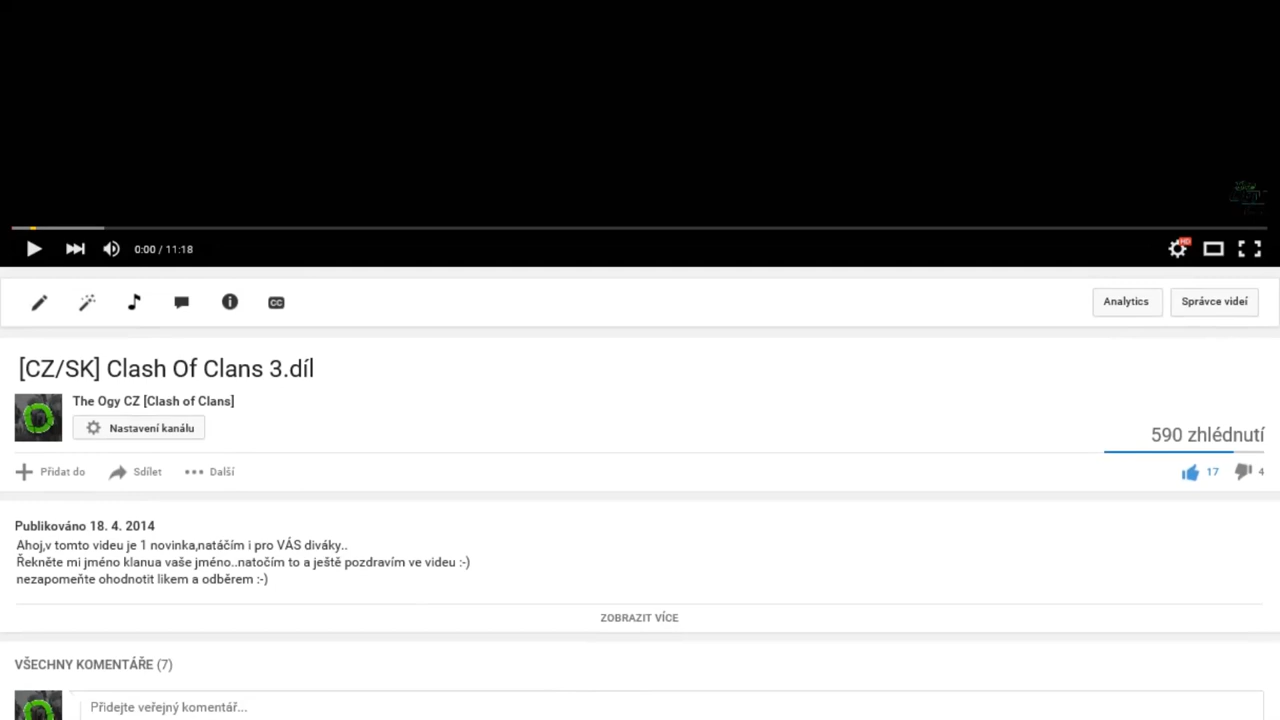 0:00 / 11:18
HD
CC
Analytics
Správce videí
[CZ/SK] Clash Of Clans 3.díl
The Ogy CZ [Clash of Clans]
Nastavení kanálu
590 zhlédnutí
Přidat do
Sdílet
Další
17
4
Publikováno 18. 4. 2014
Ahoj,v tomto videu je 1 novinka,natáčím i pro VÁS diváky..
Řekněte mi jméno klanua vaše jméno..natočím to a ještě pozdravím ve videu :-)
nezapomeňte ohodnotit likem a odběrem :-)
ZOBRAZIT VÍCE
VŠECHNY KOMENTÁŘE (7)
Přidejte veřejný komentář...